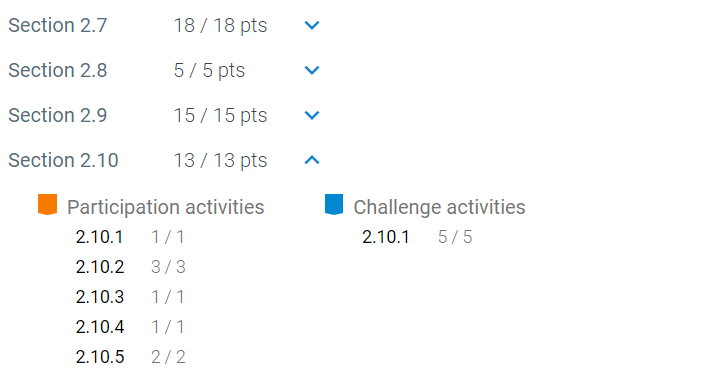 Section 2.7 18 / 18 pts
Section 2.8 5 / 5 pts
Section 2.9 15 / 15 pts
Section 2.10 13 / 13 pts
Participation activities Challenge activities
2.10.1 1 / 1 2.10.1 5 / 5
2.10.2 3 / 3
2.10.3 1 / 1
2.10.4 1 / 1
2.10.5 2 / 2